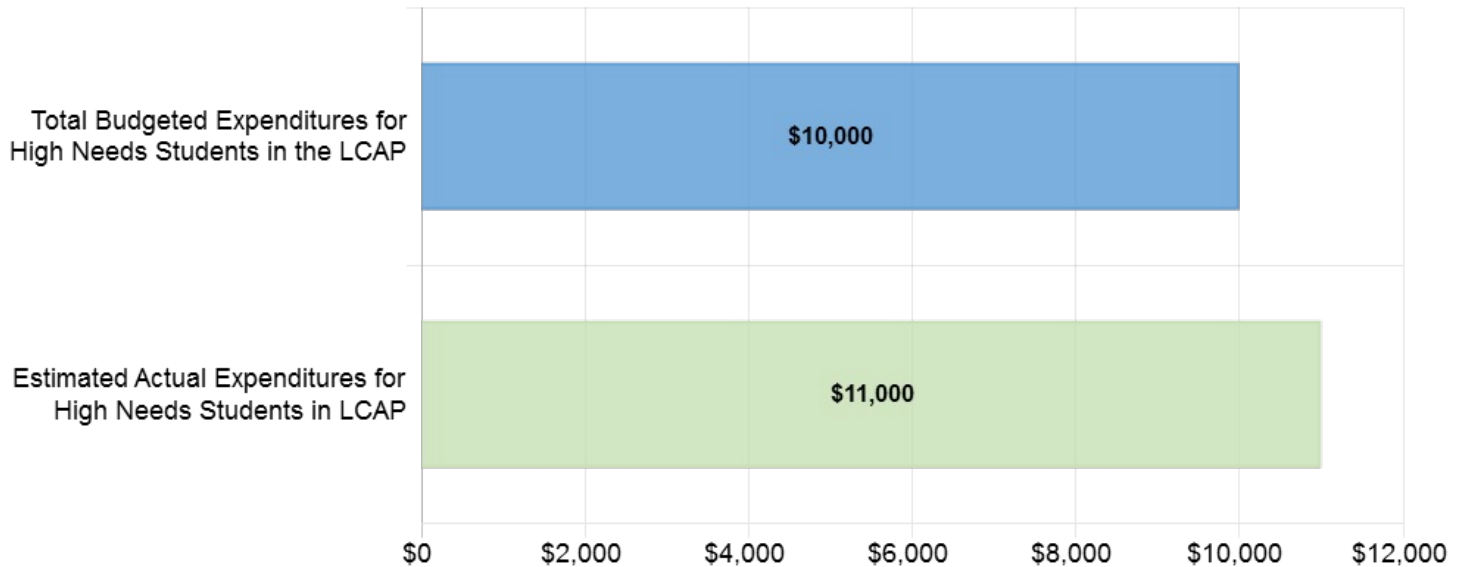 Total Budgeted Expenditures for
High Needs Students in the LCAP
$10,000
Estimated Actual Expenditures for
High Needs Students in LCAP
$11,000
$0
$2,000
$4,000
$6,000
$8,000
$10,000
$12,000